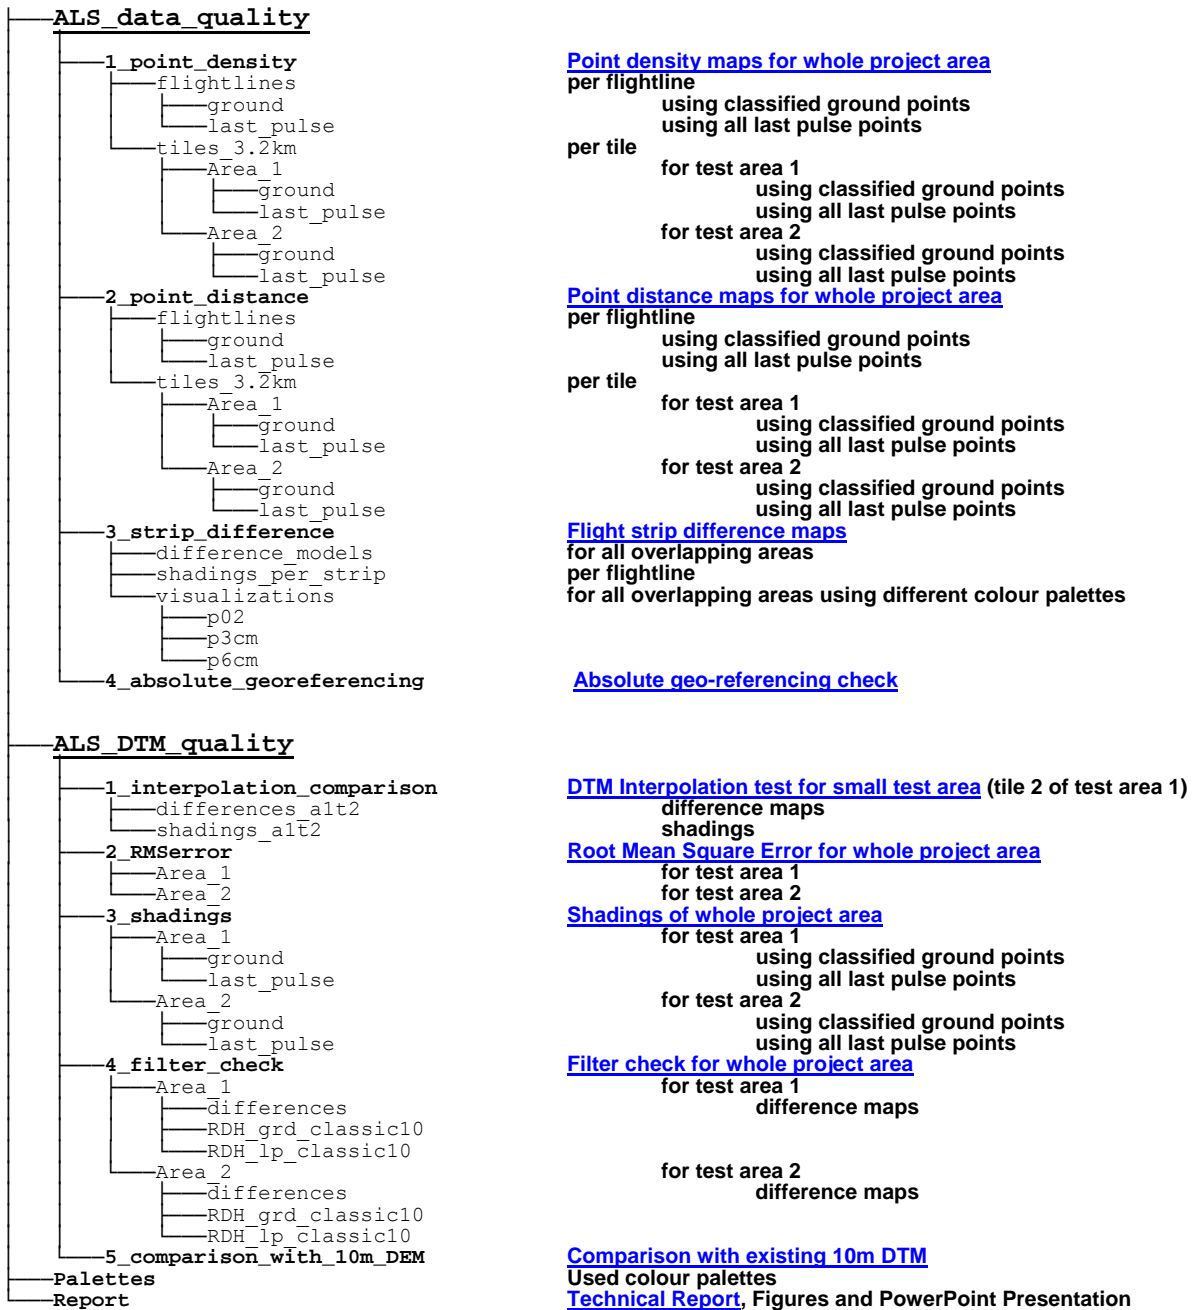 ALS_data_quality
1_point_density Point density maps for whole project area
flightlines per flightline
ground using classified ground points
last_pulse using all last pulse points
tiles_3.2km per tile
Area_1 for test area 1
ground using classified ground points
last_pulse using all last pulse points
Area_2 for test area 2
ground using classified ground points
last_pulse using all last pulse points
2_point_distance Point distance maps for whole project area
flightlines per flightline
ground using classified ground points
last_pulse using all last pulse points
tiles_3.2km per tile
Area_1 for test area 1
ground using classified ground points
last_pulse using all last pulse points
Area_2 for test area 2
ground using classified ground points
last_pulse using all last pulse points
3_strip_difference Flight strip difference maps
difference_models for all overlapping areas
shadings_per_strip per flightline
visualizations for all overlapping areas using different colour palettes
p02
p3cm
p6cm
4_absolute_georeferencing Absolute geo-referencing check
ALS_DTM_quality
1_interpolation_comparison DTM Interpolation test for small test area (tile 2 of test area 1)
differences_a1t2 difference maps
shadings_a1t2 shadings
2_RMSerror Root Mean Square Error for whole project area
Area_1 for test area 1
Area_2 for test area 2
3_shadings Shadings of whole project area
Area_1 for test area 1
ground using classified ground points
last_pulse using all last pulse points
Area_2 for test area 2
ground using classified ground points
last_pulse using all last pulse points
4_filter_check Filter check for whole project area
Area_1 for test area 1
differences difference maps
RDH_grd_classic10
RDH_lp_classic10
Area_2 for test area 2
differences difference maps
RDH_grd_classic10
RDH_lp_classic10
5_comparison_with_10m_DEM Comparison with existing 10m DTM
Palettes Used colour palettes
Report Technical Report, Figures and PowerPoint Presentation